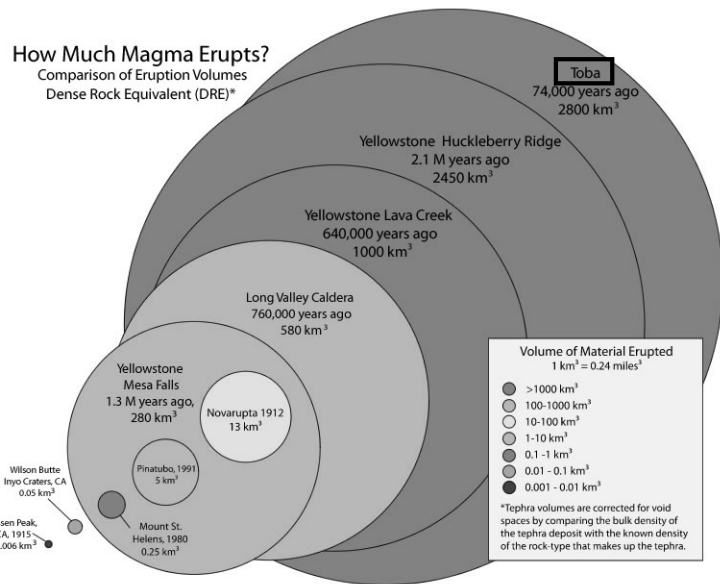 How Much Magma Erupts?
Comparison of Eruption Volumes
Dense Rock Equivalent (DRE)*
Toba
74,000 years ago
2800 km³
Yellowstone Huckleberry Ridge
2.1 M years ago
2450 km³
Yellowstone Lava Creek
640,000 years ago
1000 km³
Long Valley Caldera
760,000 years ago
580 km³
Yellowstone
Mesa Falls
1.3 M years ago,
280 km³
Novarupta 1912
13 km³
Pinatubo, 1991
5 km³
Mount St.
Helens, 1980
0.25 km³
Wilson Butte
Inyo Craters, CA
0.05 km³
ssen Peak,
CA, 1915
.006 km³
Volume of Material Erupted
1 km³ = 0.24 miles³
>1000 km³
100-1000 km³
10-100 km³
1-10 km³
0.1 -1 km³
0.01 - 0.1 km³
0.001 - 0.01 km³
*Tephra volumes are corrected for void
spaces by comparing the bulk density of
the tephra deposit with the known density
of the rock-type that makes up the tephra.